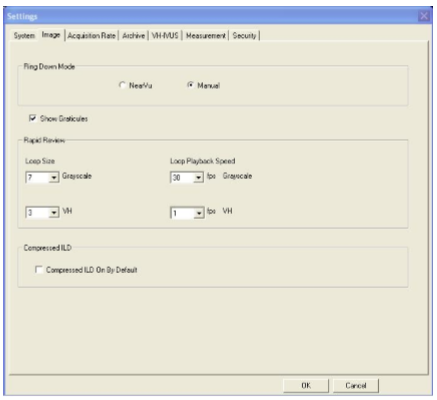 Settings
System Image Acquisition Rate Archive VH-IVUS Measurement Security
Ring Down Mode
NearVu Manual
Show Graticules
Rapid Review
Loop Size Loop Playback Speed
7 Grayscale 30 fps Grayscale
3 VH 1 fps VH
Compressed ILD
Compressed ILD On By Default
OK Cancel